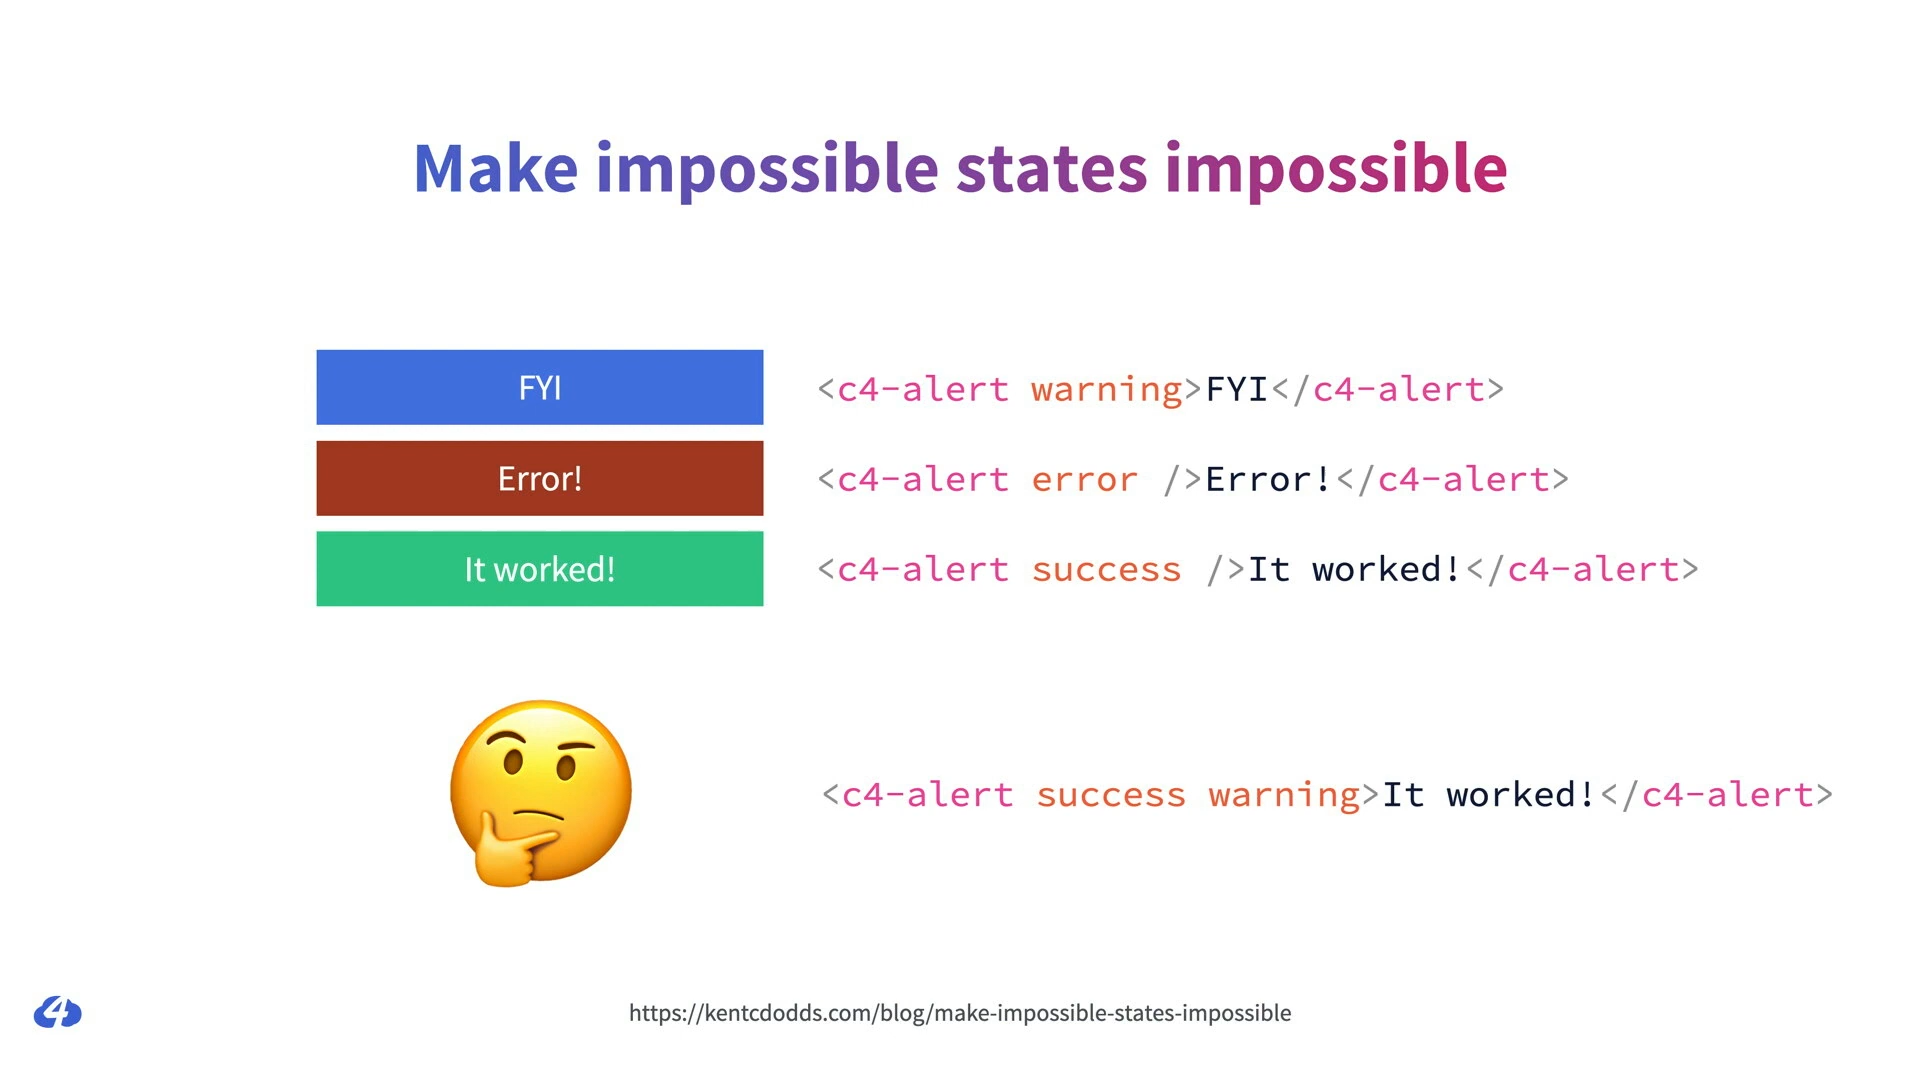 Make impossible states impossible
FYI
<c4-alert warning>FYI</c4-alert>
Error!
<c4-alert error />Error!</c4-alert>
It worked!
<c4-alert success />It worked!</c4-alert>
<c4-alert success warning>It worked!</c4-alert>
4
https://kentcdodds.com/blog/make-impossible-states-impossible